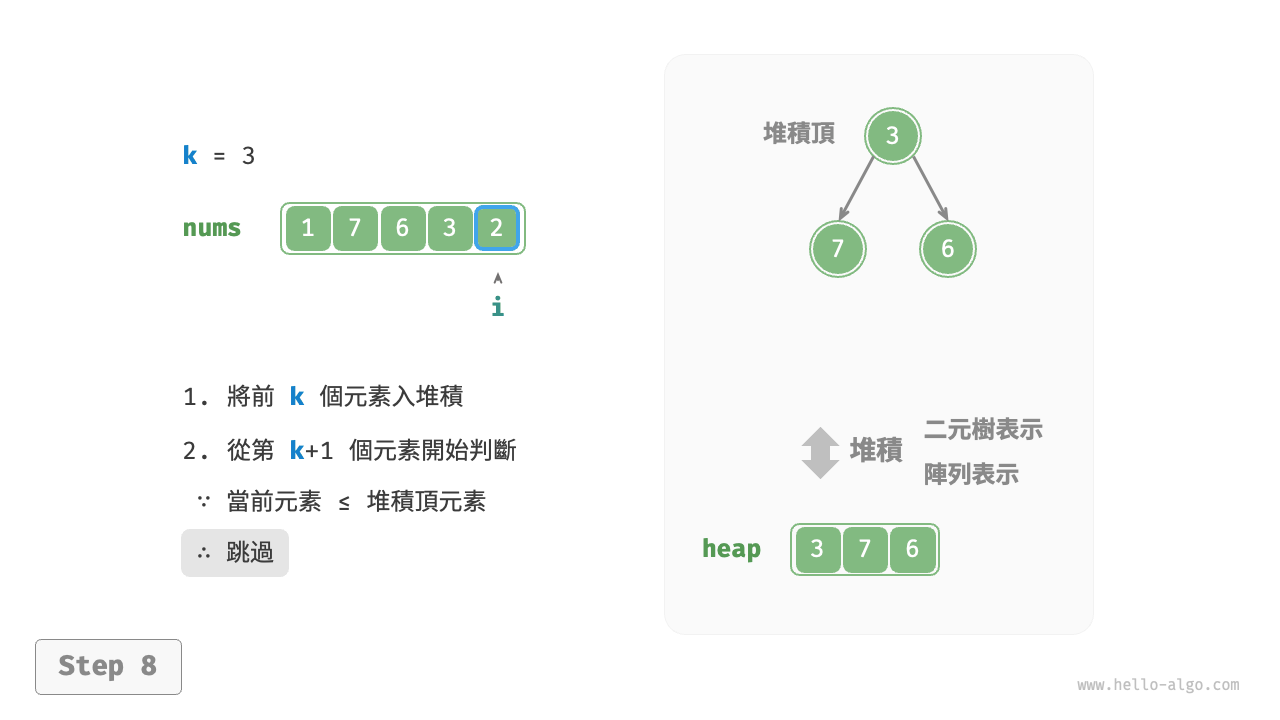 k = 3
nums 1 7 6 3 2
i
1. 將前 k 個元素入堆積
2. 從第 k+1 個元素開始判斷
∵ 當前元素 ≤ 堆積頂元素
∴ 跳過
Step 8
堆積頂 3
7 6
堆積
二元樹表示
陣列表示
heap 3 7 6
www.hello-algo.com